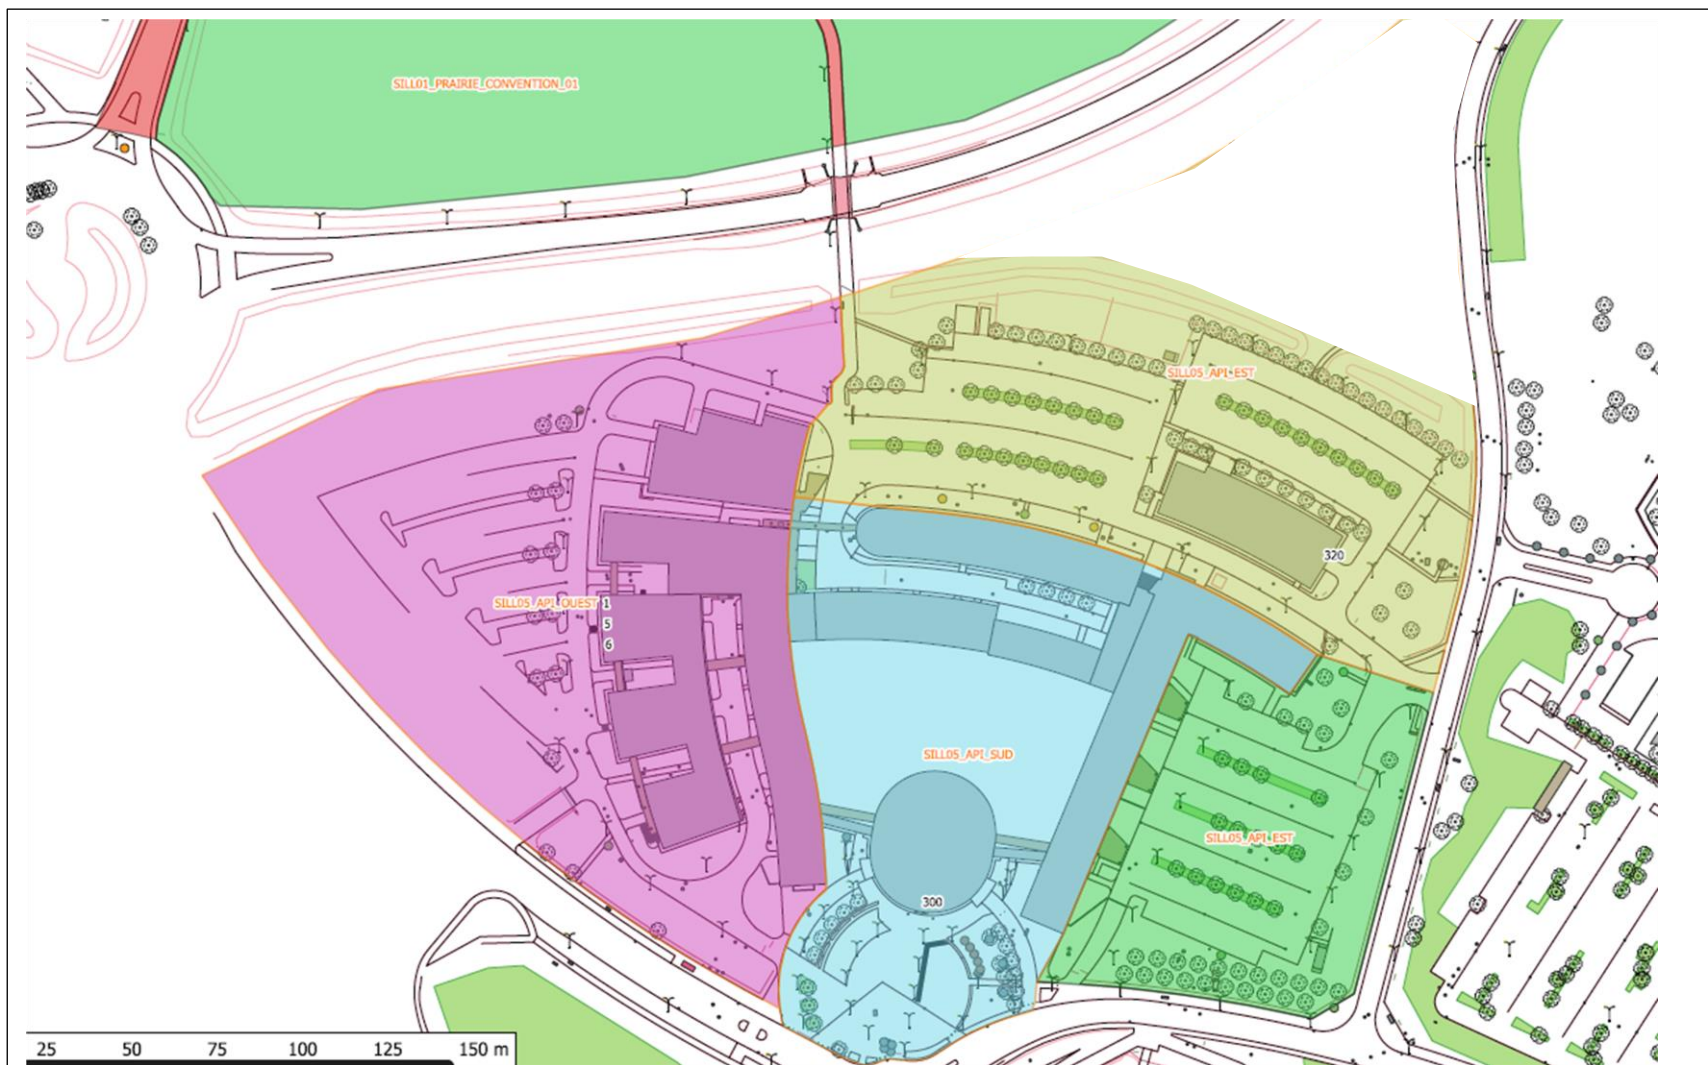 SILL01_PRAIRIE_CONVENTION_01
SILL05_API_EST
320
SILL05_API_OUEST 1
5
6
SILL05_API_SUD
SILL05_API_EST
300
25 50 75 100 125 150 m